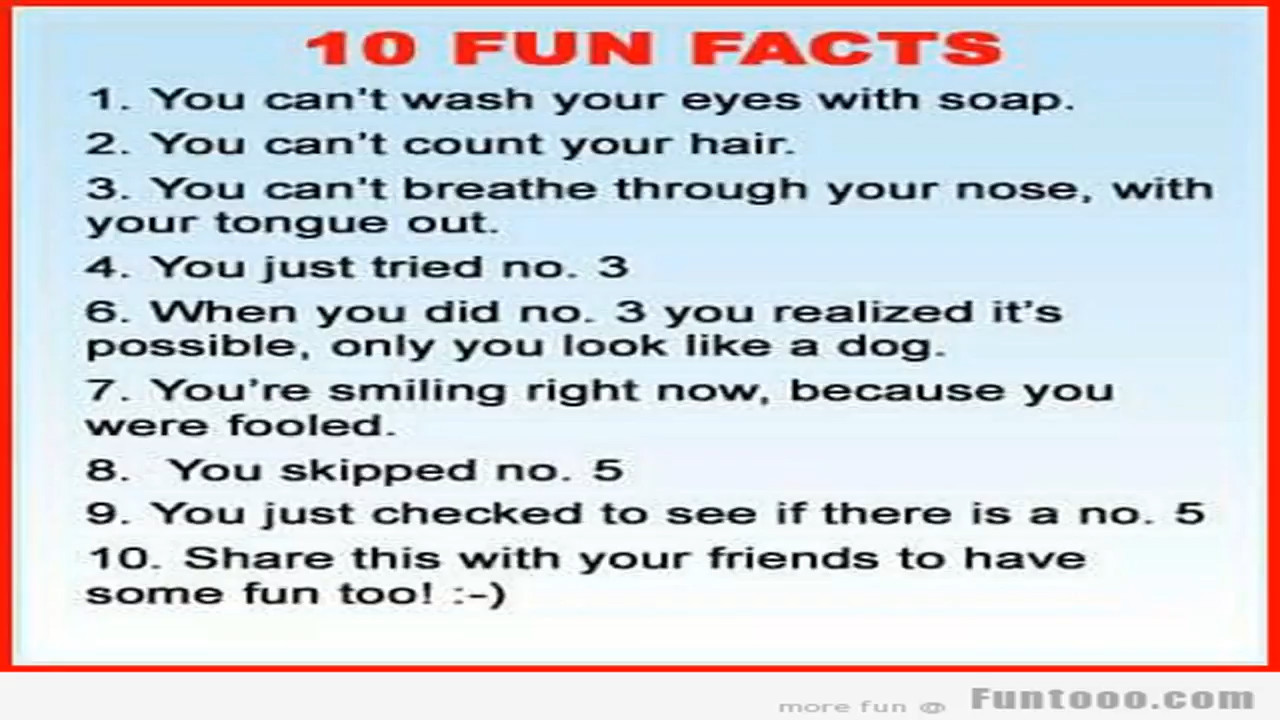 10 FUN FACTS
1. You can't wash your eyes with soap.
2. You can't count your hair.
3. You can't breathe through your nose, with
your tongue out.
4. You just tried no. 3
6. When you did no. 3 you realized it's
possible, only you look like a dog.
7. You're smiling right now, because you
were fooled.
8. You skipped no. 5
9. You just checked to see if there is a no. 5
10. Share this with your friends to have
some fun too! :-)
more fun @ Funtooo.com